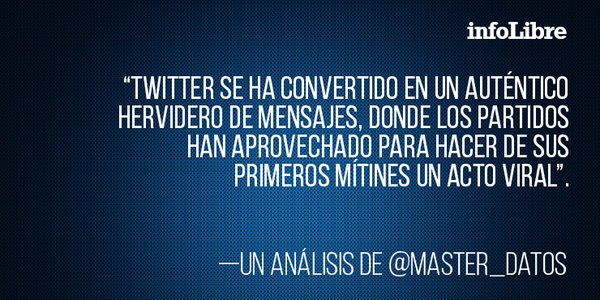 infoLibre
“TWITTER SE HA CONVERTIDO EN UN AUTÉNTICO
HERVIDERO DE MENSAJES, DONDE LOS PARTIDOS
HAN APROVECHADO PARA HACER DE SUS
PRIMEROS MÍTINES UN ACTO VIRAL”.
—UN ANÁLISIS DE @MASTER_DATOS